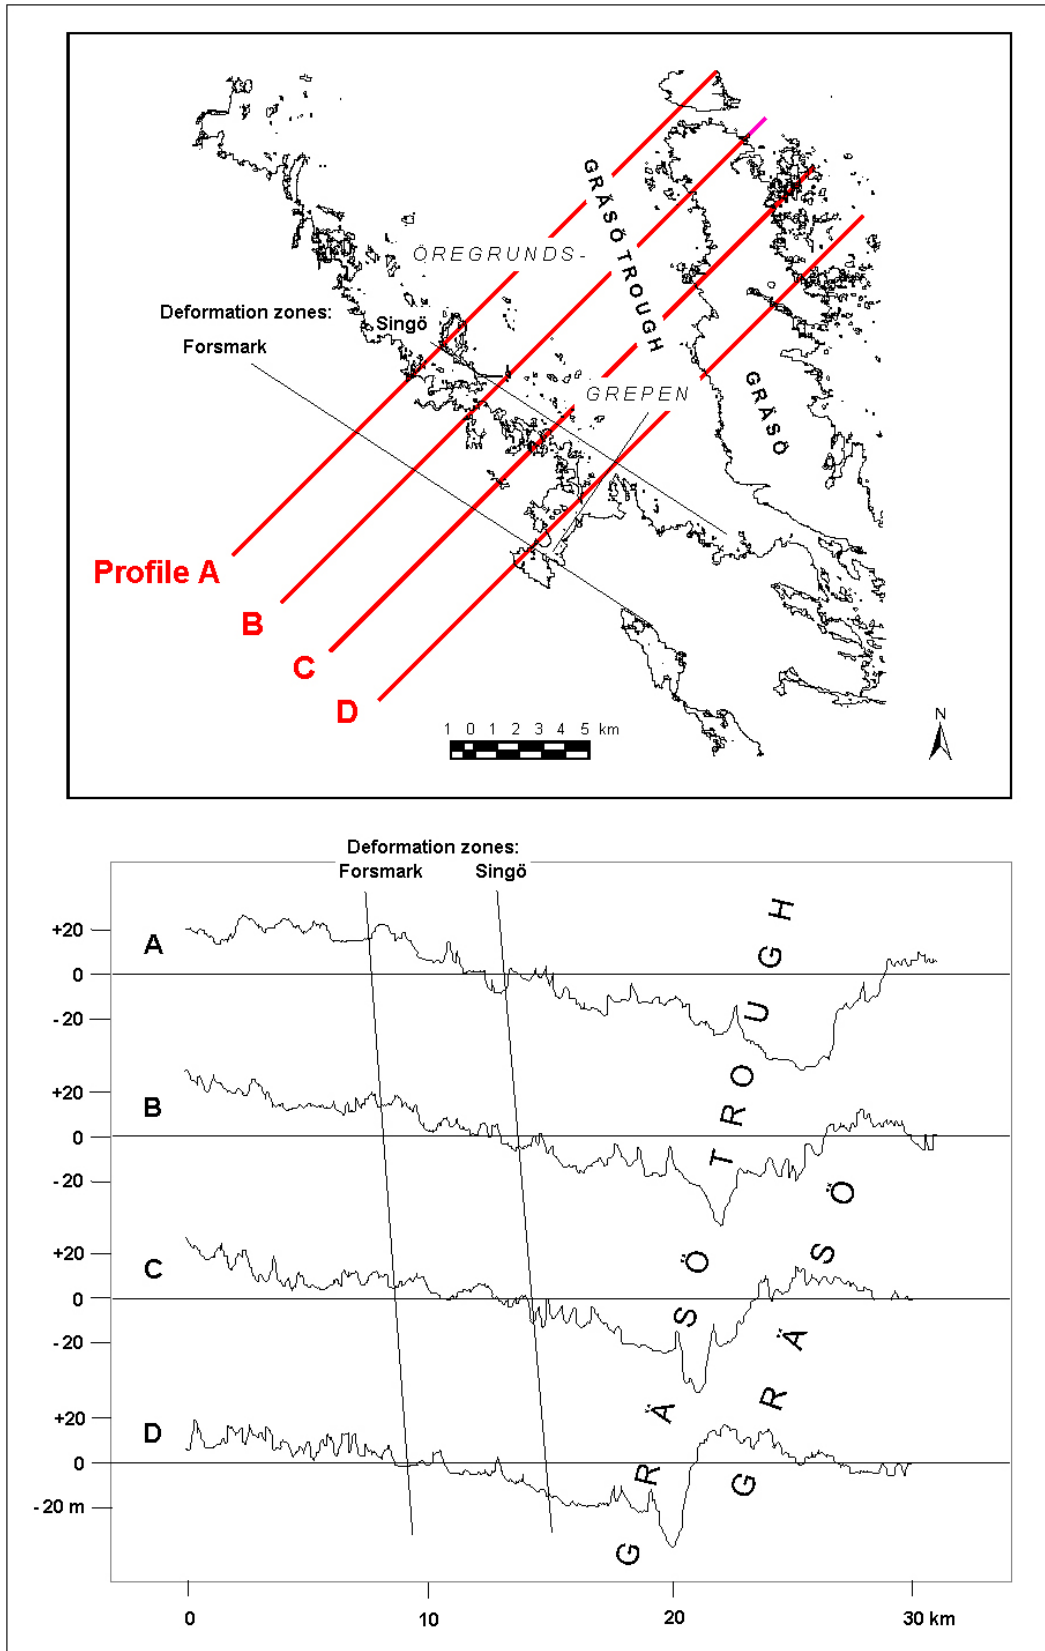 GRÄSÖ TROUGH
ÖREGRUNDS-
Deformation zones:
Singö
Forsmark
GREPEN
GRÄSÖ
Profile A
B
C
D
1 0 1 2 3 4 5 km
N
Deformation zones:
Forsmark Singö
A
+20
0
- 20
B
+20
0
- 20
C
+20
0
- 20
D
+20
0
- 20 m
GRÄSÖ TROUGH
GRÄSÖ
0 10 20 30 km